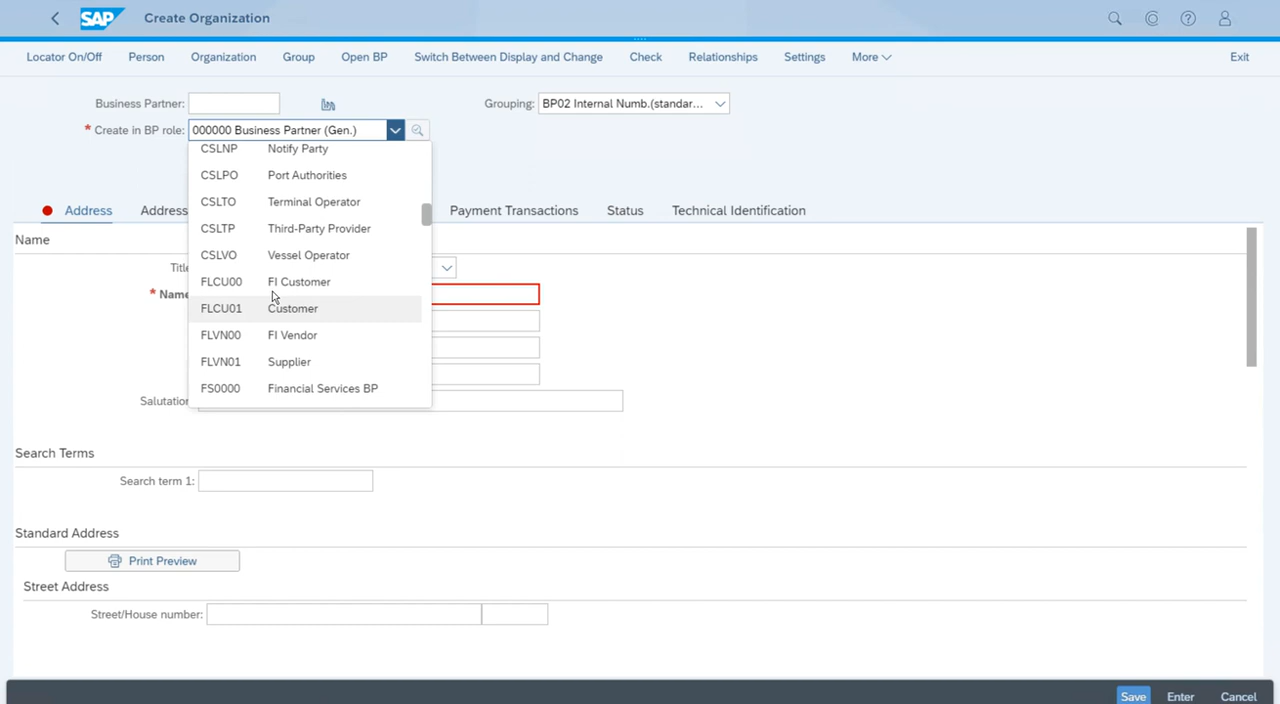 SAP Create Organization
Locator On/Off Person Organization Group Open BP Switch Between Display and Change Check Relationships Settings More Exit
Business Partner: Grouping: BP02 Internal Numb.(standar...
* Create in BP role: 000000 Business Partner (Gen.)
CSLNP Notify Party
CSLPO Port Authorities
CSLTO Terminal Operator
CSLTP Third-Party Provider
CSLVO Vessel Operator
FLCU00 FI Customer
FLCU01 Customer
FLVN00 FI Vendor
FLVN01 Supplier
FS0000 Financial Services BP
Address Address Payment Transactions Status Technical Identification
Name
Title
* Name
Salutation
Search Terms
Search term 1:
Standard Address
Print Preview
Street Address
Street/House number:
Save Enter Cancel